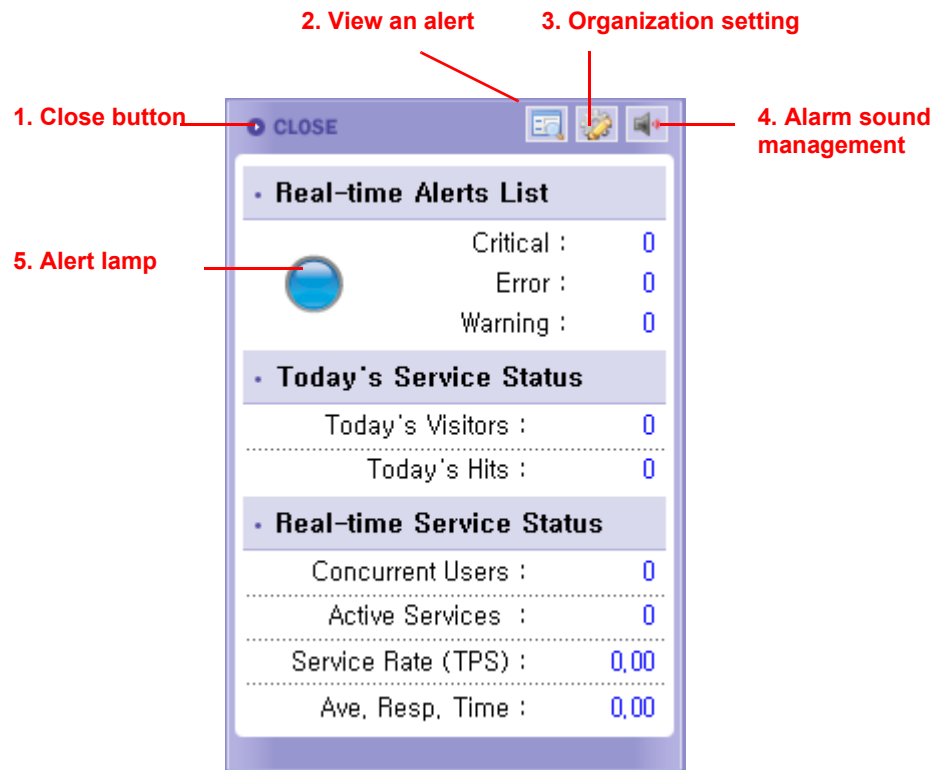 2. View an alert
3. Organization setting
1. Close button
CLOSE
4. Alarm sound
management
Real-time Alerts List
Critical : 0
5. Alert lamp
Error : 0
Warning : 0
Today's Service Status
Today's Visitors : 0
Today's Hits : 0
Real-time Service Status
Concurrent Users : 0
Active Services : 0
Service Rate (TPS) : 0,00
Ave, Resp, Time : 0,00